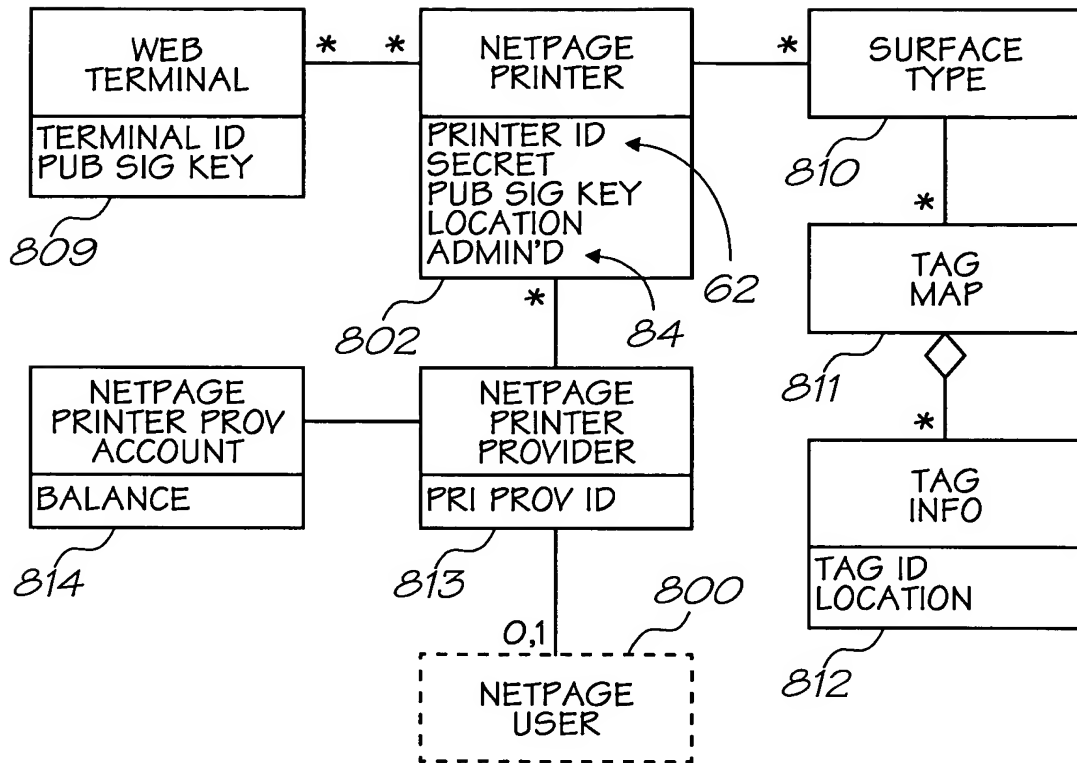 WEB
TERMINAL
TERMINAL ID
PUB SIG KEY
809
* *
NETPAGE
PRINTER
PRINTER ID
SECRET
PUB SIG KEY
LOCATION
ADMIN'D
62
84
802
*
*
SURFACE
TYPE
810
*
TAG
MAP
811
*
TAG
INFO
TAG ID
LOCATION
812
NETPAGE
PRINTER PROV
ACCOUNT
BALANCE
814
NETPAGE
PRINTER
PROVIDER
PRI PROV ID
813
0,1
800
NETPAGE
USER